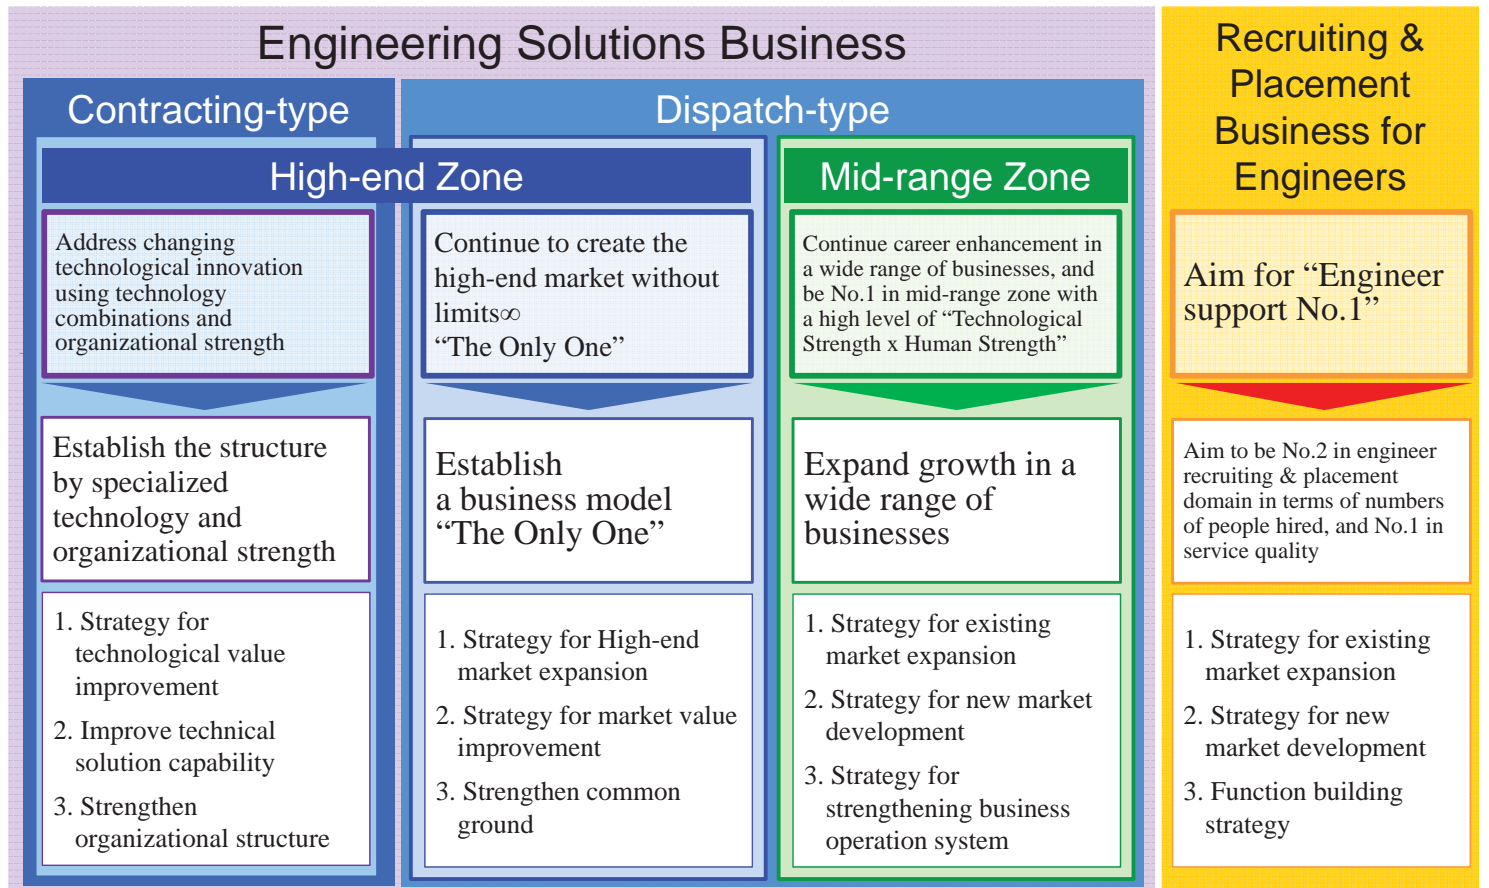 Engineering Solutions Business
Contracting-type
Dispatch-type
High-end Zone
Mid-range Zone
Address changing
technological innovation
using technology
combinations and
organizational strength
Establish the structure
by specialized
technology and
organizational strength
1. Strategy for
technological value
improvement
2. Improve technical
solution capability
3. Strengthen
organizational structure
Continue to create the
high-end market without
limits∞
“The Only One”
Establish
a business model
“The Only One”
1. Strategy for High-end
market expansion
2. Strategy for market value
improvement
3. Strengthen common
ground
Continue career enhancement in
a wide range of businesses, and
be No.1 in mid-range zone with
a high level of “Technological
Strength x Human Strength”
Expand growth in a
wide range of
businesses
1. Strategy for existing
market expansion
2. Strategy for new market
development
3. Strategy for
strengthening business
operation system
Recruiting &
Placement
Business for
Engineers
Aim for “Engineer
support No.1”
Aim to be No.2 in engineer
recruiting & placement
domain in terms of numbers
of people hired, and No.1 in
service quality
1. Strategy for existing
market expansion
2. Strategy for new
market development
3. Function building
strategy